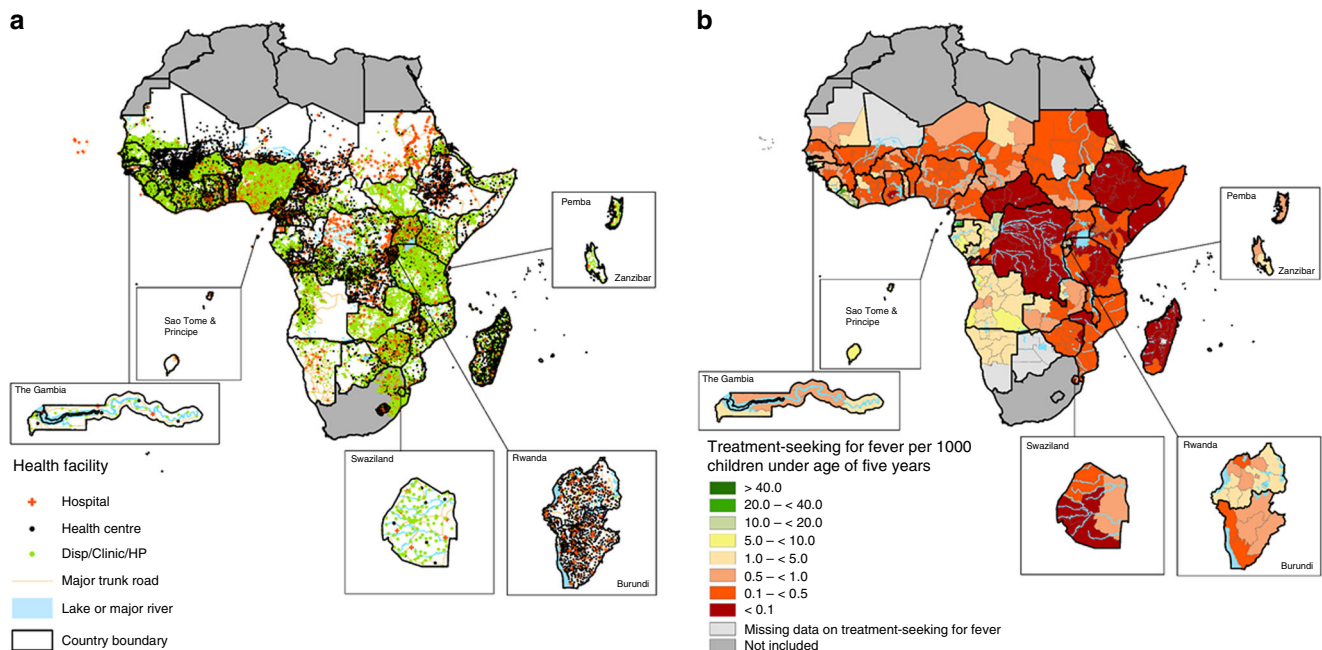 a
Pemba
Zanzibar
Sao Tome &
Principe
The Gambia
Swaziland
Rwanda
Burundi
Health facility
Hospital
Health centre
Disp/Clinic/HP
Major trunk road
Lake or major river
Country boundary
b
Pemba
Zanzibar
Sao Tome &
Principe
The Gambia
Swaziland
Rwanda
Burundi
Treatment-seeking for fever per 1000
children under age of five years
> 40.0
20.0 – < 40.0
10.0 – < 20.0
5.0 – < 10.0
1.0 – < 5.0
0.5 – < 1.0
0.1 – < 0.5
< 0.1
Missing data on treatment-seeking for fever
Not included